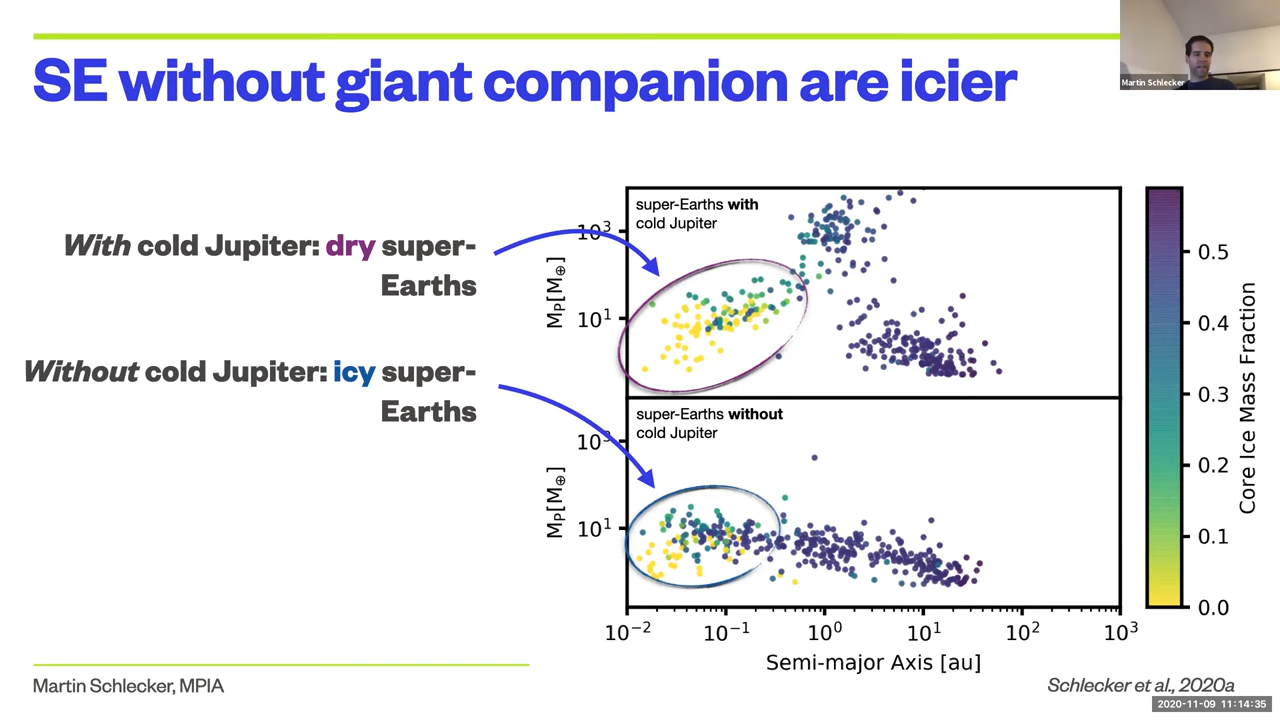 SE without giant companion are icier
Martin Schlecker
With cold Jupiter: dry super-
Earths
Without cold Jupiter: icy super-
Earths
super-Earths with
cold Jupiter
10³
10¹
Mₚ[M⊕]
super-Earths without
cold Jupiter
10³
10¹
Mₚ[M⊕]
10⁻² 10⁻¹ 10⁰ 10¹ 10² 10³
Semi-major Axis [au]
0.5
0.4
0.3
0.2
0.1
0.0
Core Ice Mass Fraction
Martin Schlecker, MPIA
Schlecker et al., 2020a
2020-11-09 11:14:35